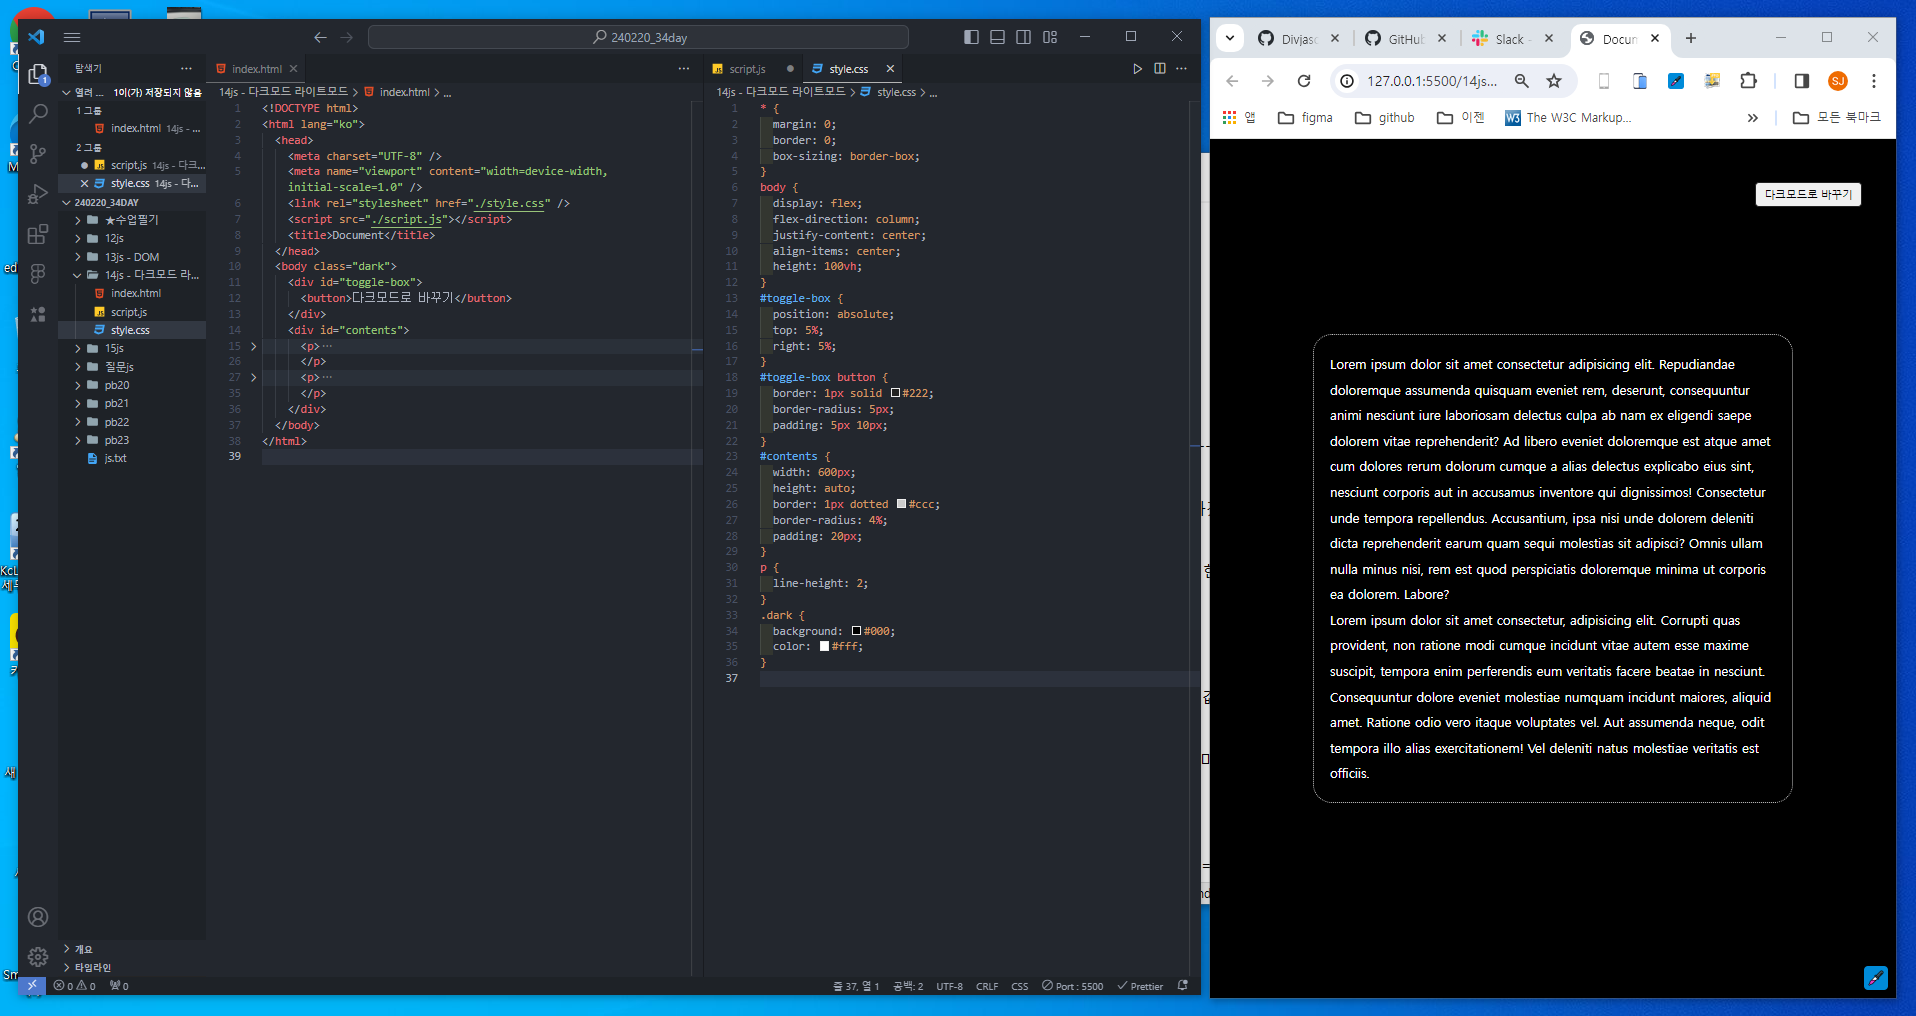 240220_34day
탐색기
열려 ... 1이(가) 저장되지 않음
1 그룹
index.html 14js - ...
2 그룹
script.js 14js - 다크...
style.css 14js - 다...
240220_34DAY
★수업필기
12js
13js - DOM
14js - 다크모드 라...
index.html
script.js
style.css
15js
질문js
pb20
pb21
pb22
pb23
js.txt
개요
타임라인
index.html
14js - 다크모드 라이트모드 > index.html > ...
1 <!DOCTYPE html>
2 <html lang="ko">
3 <head>
4 <meta charset="UTF-8" />
5 <meta name="viewport" content="width=device-width,
initial-scale=1.0" />
6 <link rel="stylesheet" href="./style.css" />
7 <script src="./script.js"></script>
8 <title>Document</title>
9 </head>
10 <body class="dark">
11 <div id="toggle-box">
12 <button>다크모드로 바꾸기</button>
13 </div>
14 <div id="contents">
15 <p>...
26 </p>
27 <p>...
35 </p>
36 </div>
37 </body>
38 </html>
39
script.js
style.css
14js - 다크모드 라이트모드 > style.css > ...
1 * {
2 margin: 0;
3 border: 0;
4 box-sizing: border-box;
5 }
6 body {
7 display: flex;
8 flex-direction: column;
9 justify-content: center;
10 align-items: center;
11 height: 100vh;
12 }
13 #toggle-box {
14 position: absolute;
15 top: 5%;
16 right: 5%;
17 }
18 #toggle-box button {
19 border: 1px solid #222;
20 border-radius: 5px;
21 padding: 5px 10px;
22 }
23 #contents {
24 width: 600px;
25 height: auto;
26 border: 1px dotted #ccc;
27 border-radius: 4%;
28 padding: 20px;
29 }
30 p {
31 line-height: 2;
32 }
33 .dark {
34 background: #000;
35 color: #fff;
36 }
37
0 0 0
줄 37, 열 1 공백: 2 UTF-8 CRLF CSS Port : 5500 Prettier
Divjas GitHub Slack - Docum
127.0.0.1:5500/14js... SJ
앱 figma github 이젠 W3 The W3C Markup... » 모든 북마크
다크모드로 바꾸기
Lorem ipsum dolor sit amet consectetur adipisicing elit. Repudiandae
doloremque assumenda quisquam eveniet rem, deserunt, consequuntur
animi nesciunt iure laboriosam delectus culpa ab nam ex eligendi saepe
dolorem vitae reprehenderit? Ad libero eveniet doloremque est atque amet
cum dolores rerum dolorum cumque a alias delectus explicabo eius sint,
nesciunt corporis aut in accusamus inventore qui dignissimos! Consectetur
unde tempora repellendus. Accusantium, ipsa nisi unde dolorem deleniti
dicta reprehenderit earum quam sequi molestias sit adipisci? Omnis ullam
nulla minus nisi, rem est quod perspiciatis doloremque minima ut corporis
ea dolorem. Labore?
Lorem ipsum dolor sit amet consectetur, adipisicing elit. Corrupti quas
provident, non ratione modi cumque incidunt vitae autem esse maxime
suscipit, tempora enim perferendis eum veritatis facere beatae in nesciunt.
Consequuntur dolore eveniet molestiae numquam incidunt maiores, aliquid
amet. Ratione odio vero itaque voluptates vel. Aut assumenda neque, odit
tempora illo alias exercitationem! Vel deleniti natus molestiae veritatis est
officiis.